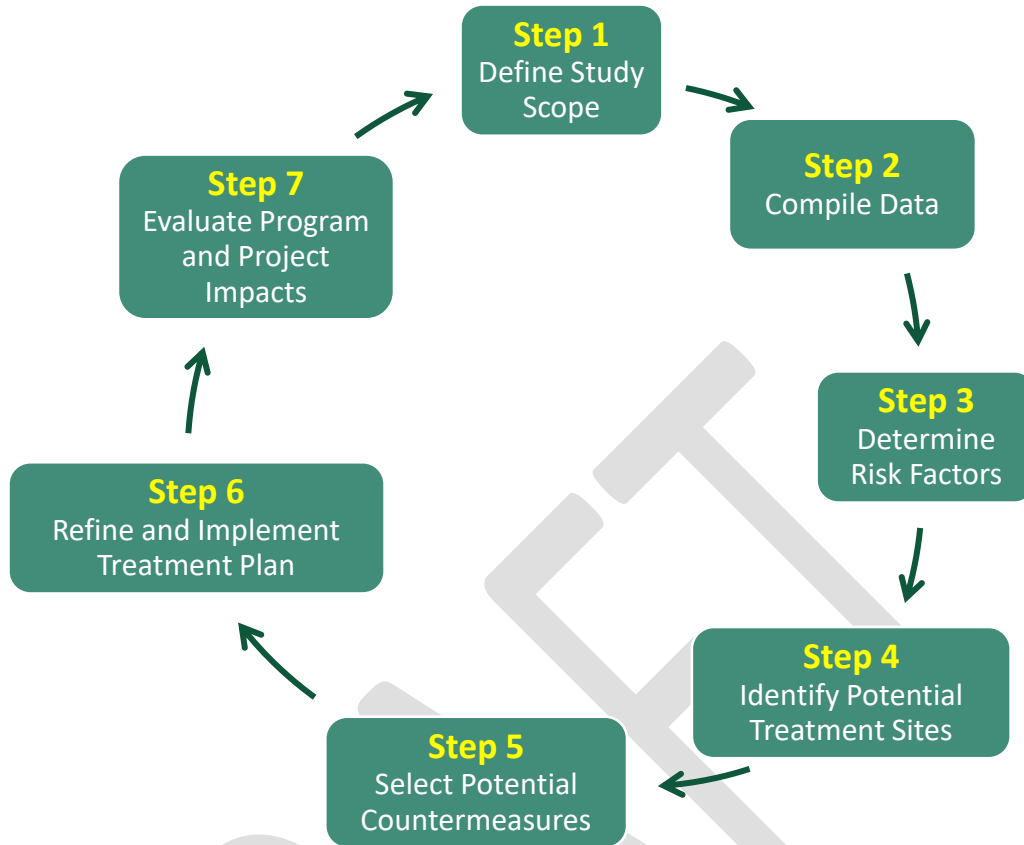 Step 1
Define Study
Scope
Step 2
Compile Data
Step 3
Determine
Risk Factors
Step 4
Identify Potential
Treatment Sites
Step 5
Select Potential
Countermeasures
Step 6
Refine and Implement
Treatment Plan
Step 7
Evaluate Program
and Project
Impacts